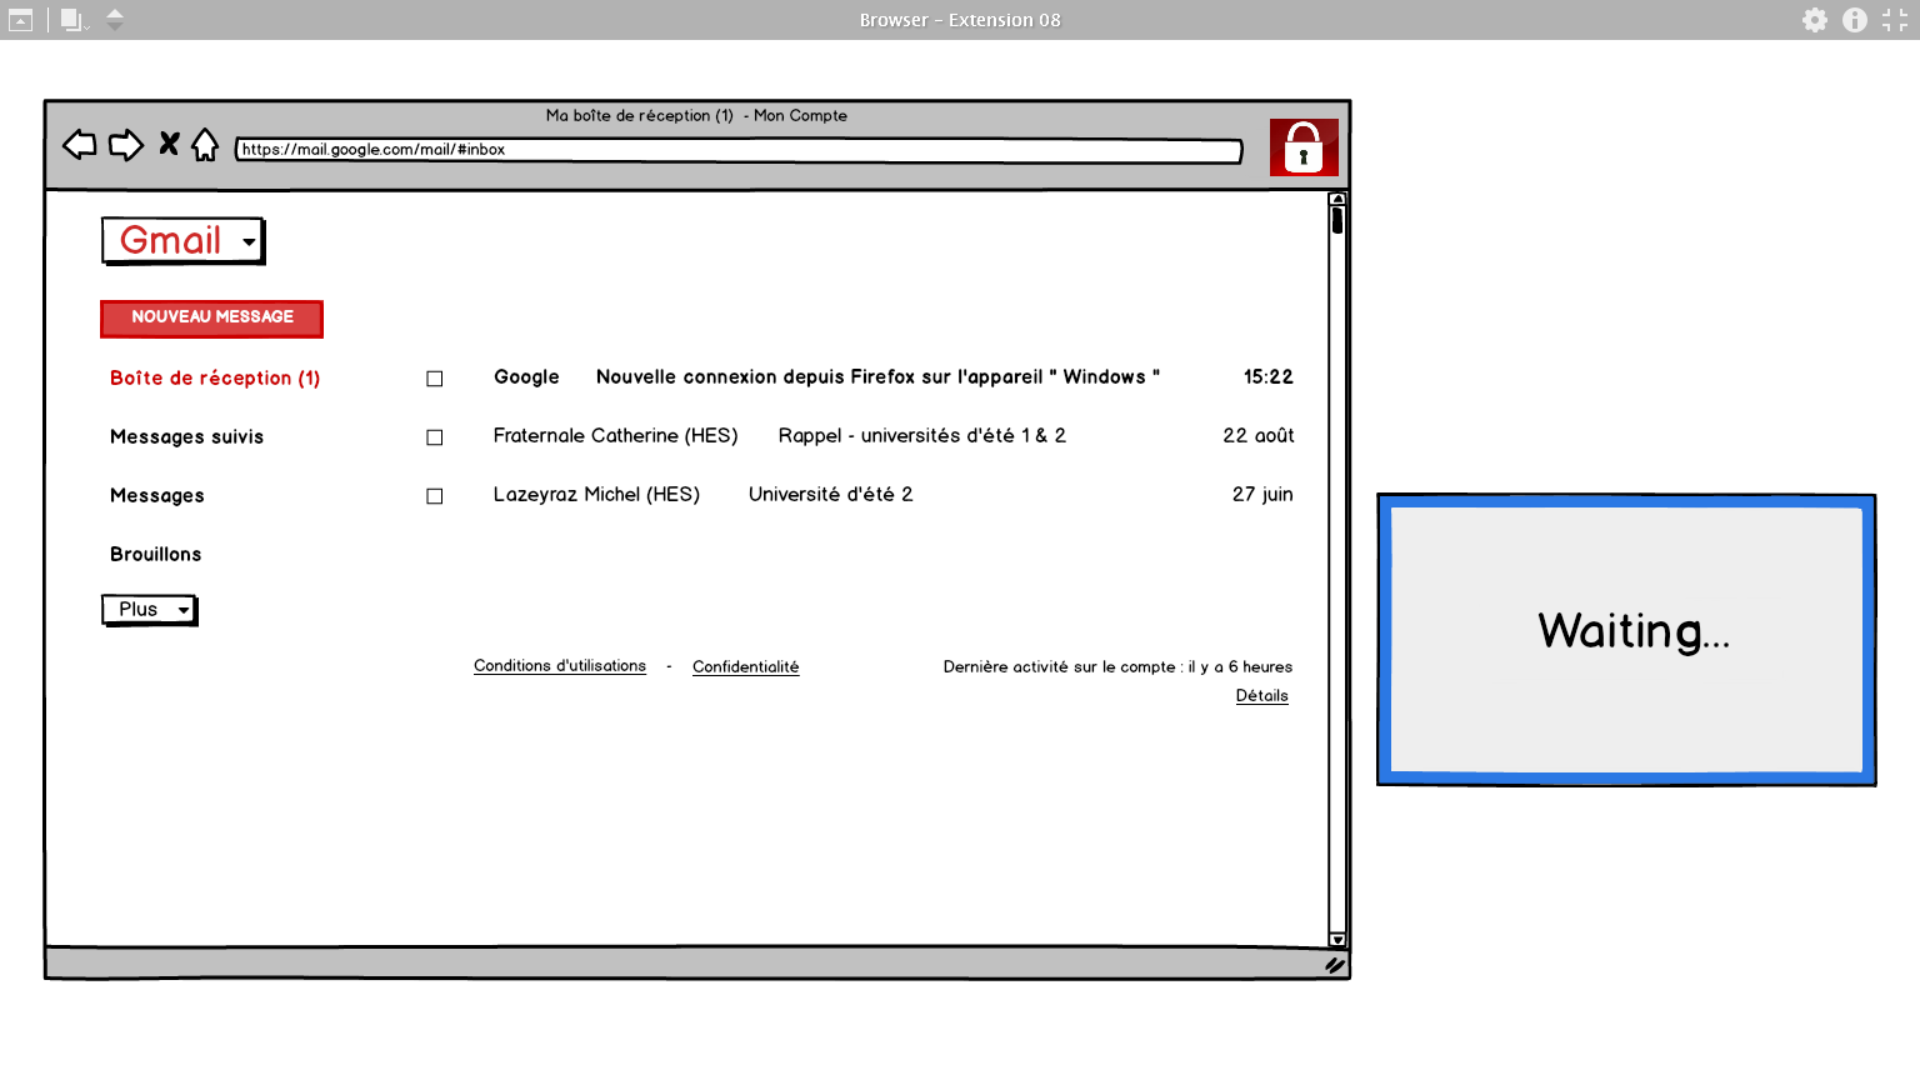 Browser – Extension 08
Ma boîte de réception (1) - Mon Compte
https://mail.google.com/mail/#inbox
Gmail
NOUVEAU MESSAGE
Boîte de réception (1)
Google Nouvelle connexion depuis Firefox sur l'appareil " Windows " 15:22
Messages suivis
Fraternale Catherine (HES) Rappel - universités d'été 1 & 2 22 août
Messages
Lazeyraz Michel (HES) Université d'été 2 27 juin
Brouillons
Plus
Waiting...
Conditions d'utilisations - Confidentialité
Dernière activité sur le compte : il y a 6 heures
Détails